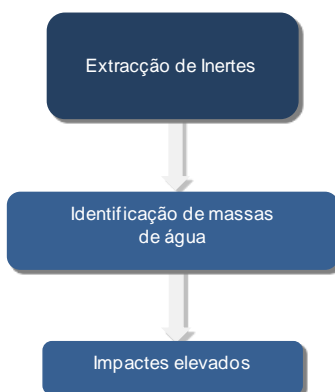 Extracção de Inertes
Identificação de massas
de água
Impactes elevados